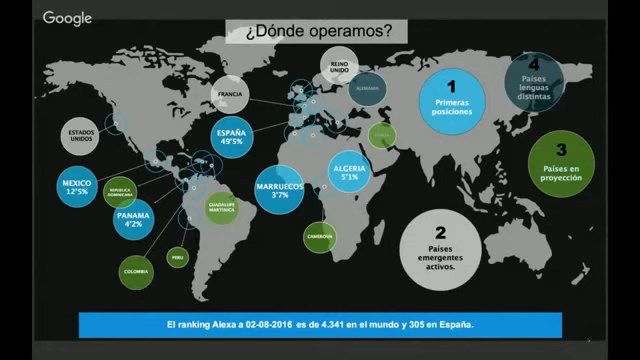 Google
¿Dónde operamos?
REINO
UNIDO
ALEMANIA
FRANCIA
ESTADOS
UNIDOS
ESPAÑA
49'5%
MEXICO
12'5%
REPUBLICA
DOMINICANA
PANAMA
4'2%
GUADALUPE
MARTINICA
COLOMBIA
PERU
MARRUECOS
3'7%
ALGERIA
5'1%
CAMEROUN
1
Primeras
posiciones
4
Países
lenguas
distintas
3
Países en
proyección
2
Países
emergentes
activos.
El ranking Alexa a 02-08-2016 es de 4.341 en el mundo y 305 en España.